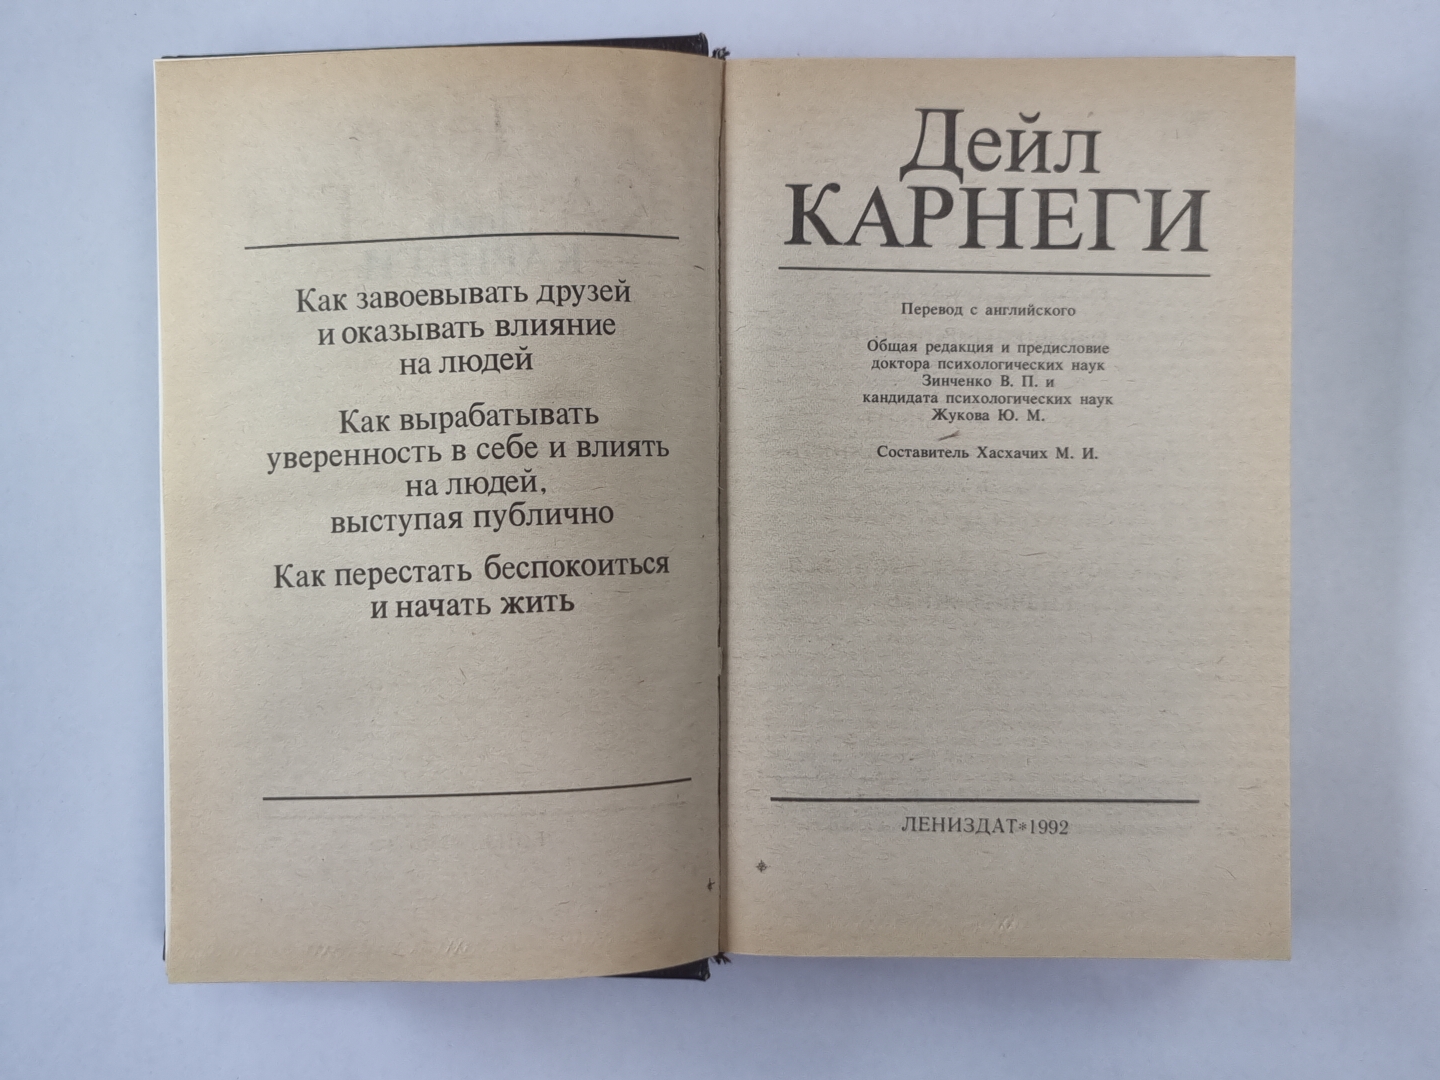 Как завоевывать друзей
и оказывать влияние
на людей
Как вырабатывать
уверенность в себе и влиять
на людей,
выступая публично
Как перестать беспокоиться
и начать жить
Дейл
КАРНЕГИ
Перевод с английского
Общая редакция и предисловие
доктора психологических наук
Зинченко В. П. и
кандидата психологических наук
Жукова Ю. М.
Составитель Хасхачих М. И.
ЛЕНИЗДАТ*1992